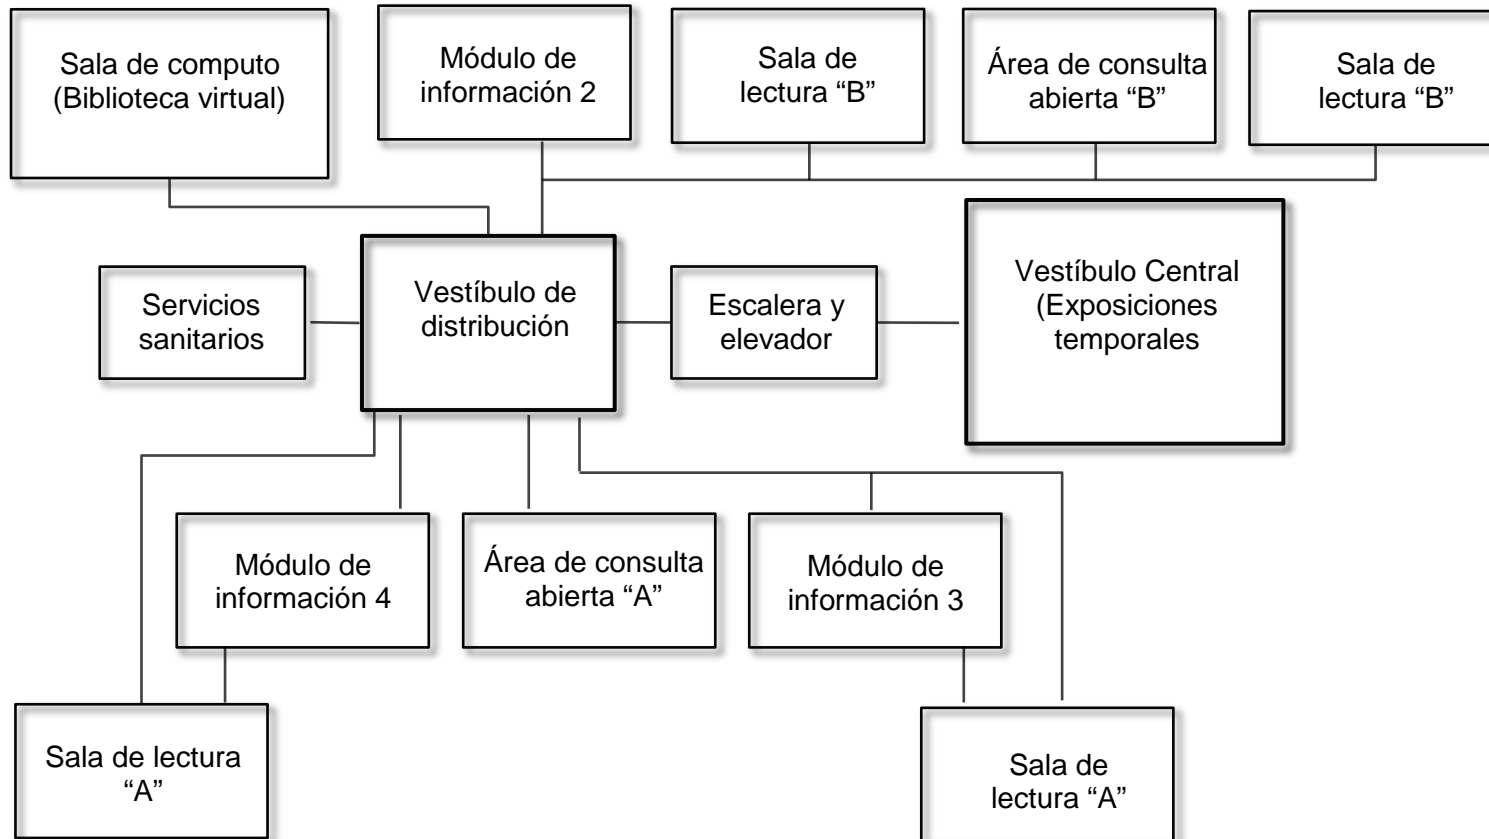 Sala de computo
(Biblioteca virtual)
Módulo de
información 2
Sala de
lectura “B”
Área de consulta
abierta “B”
Sala de
lectura “B”
Servicios
sanitarios
Vestíbulo de
distribución
Escalera y
elevador
Vestíbulo Central
(Exposiciones
temporales
Módulo de
información 4
Área de consulta
abierta “A”
Módulo de
información 3
Sala de lectura
“A”
Sala de
lectura “A”